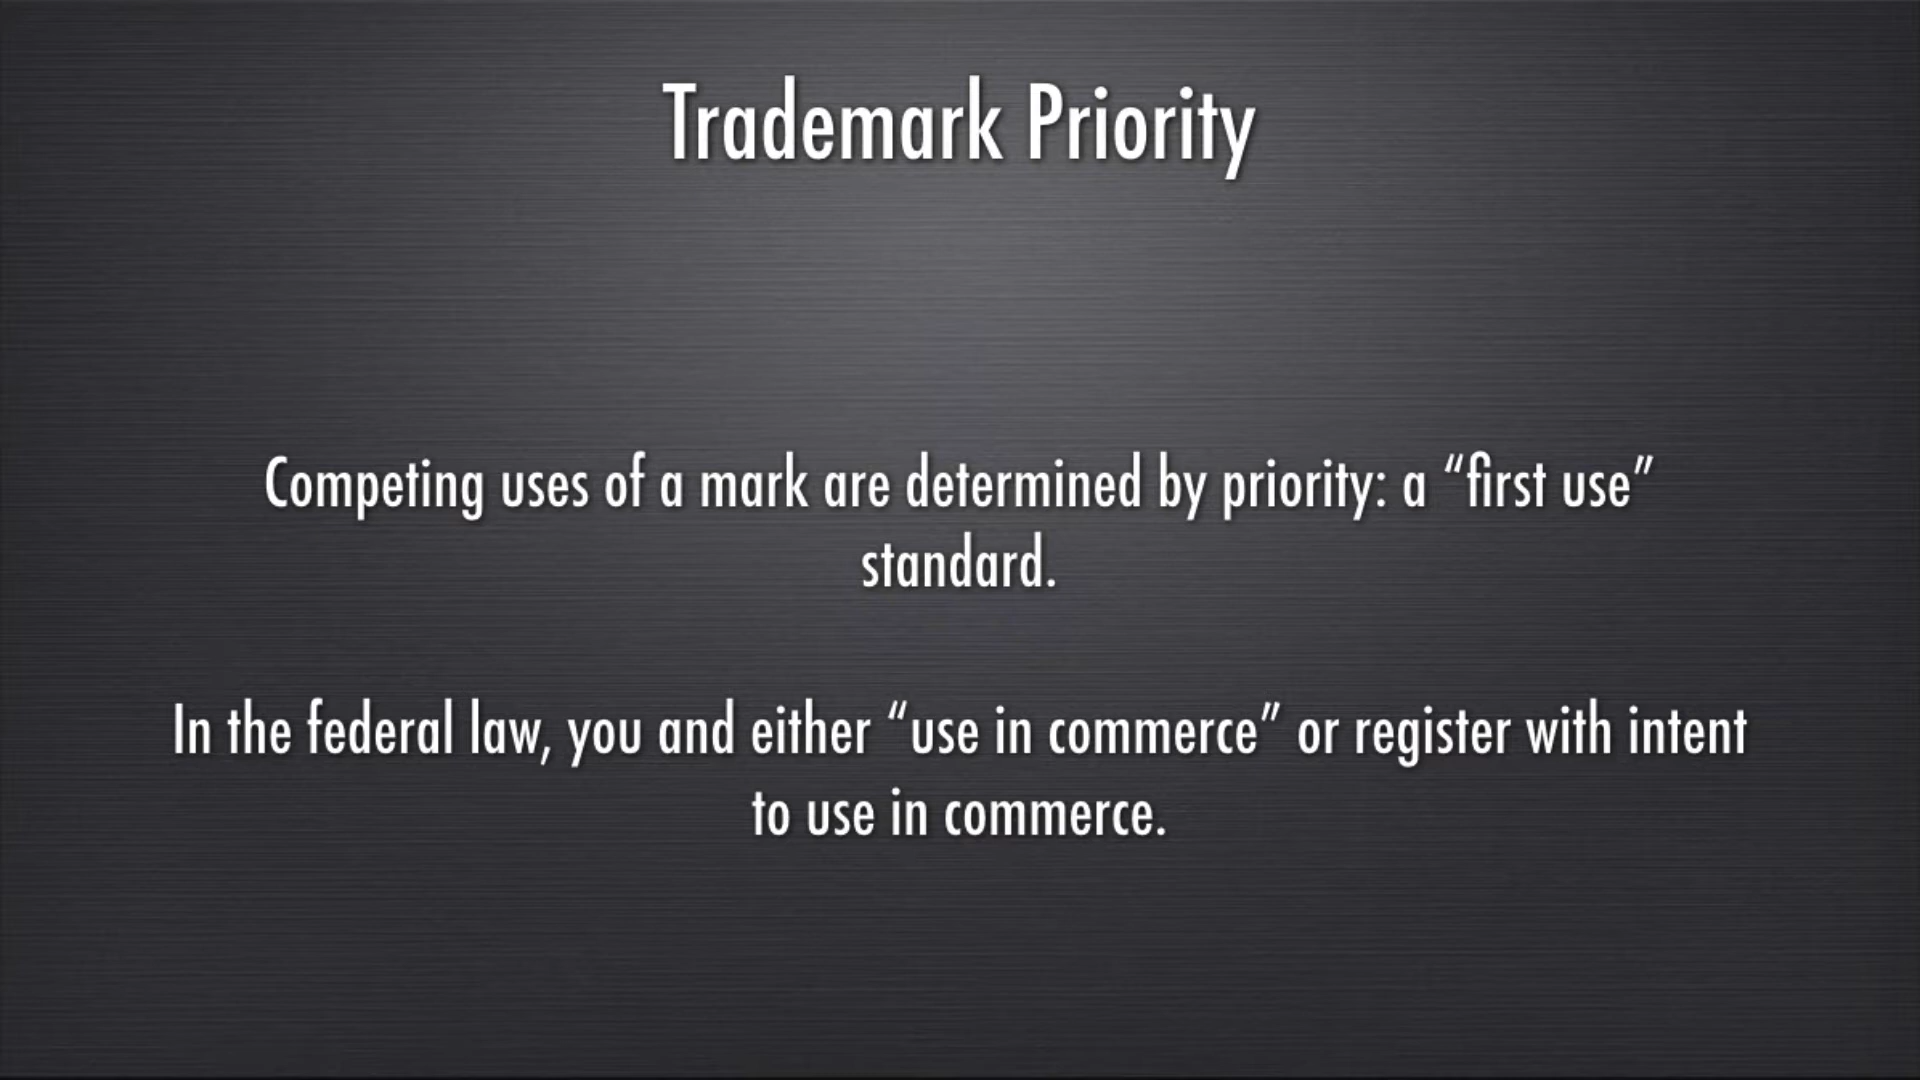 Trademark Priority
Competing uses of a mark are determined by priority: a “first use”
standard.
In the federal law, you and either “use in commerce” or register with intent
to use in commerce.